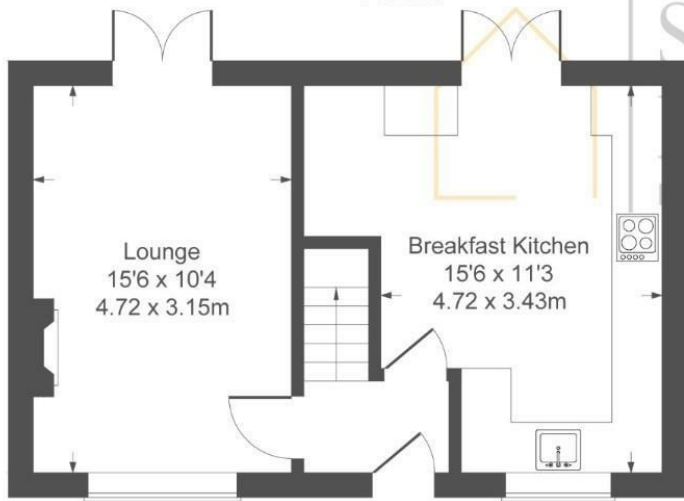 Lounge
15'6 x 10'4
4.72 x 3.15m
Breakfast Kitchen
15'6 x 11'3
4.72 x 3.43m